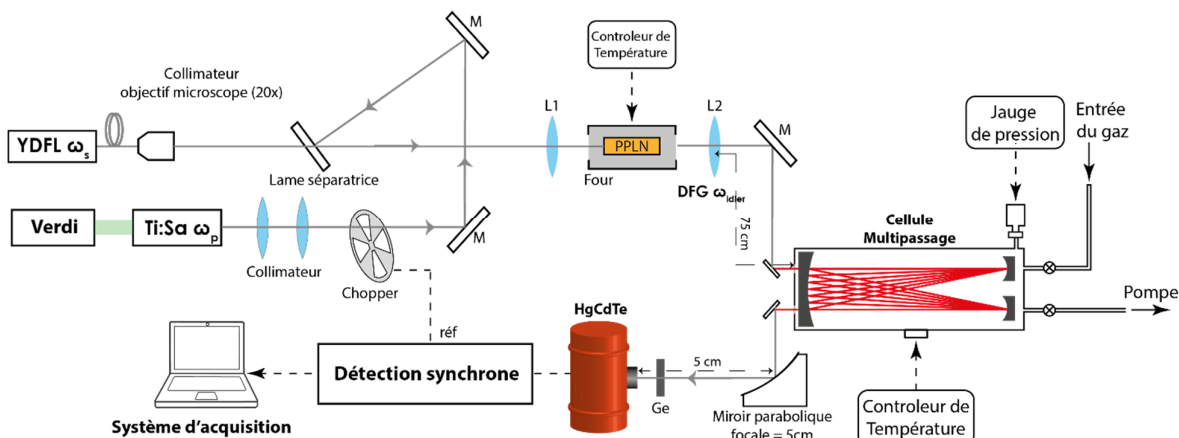 M
Controleur de
Température
Collimateur
objectif microscope (20x)
YDFL ωs
Lame séparatrice
L1
PPLN
Four
L2
M
DFG ωidler
75 cm
Jauge
de pression
Entrée
du gaz
Verdi
Ti:Sa ωp
Collimateur
Chopper
M
Cellule
Multipassage
Pompe
HgCdTe
réf
Détection synchrone
5 cm
Ge
Miroir parabolique
focale = 5cm
Controleur de
Température
Système d'acquisition